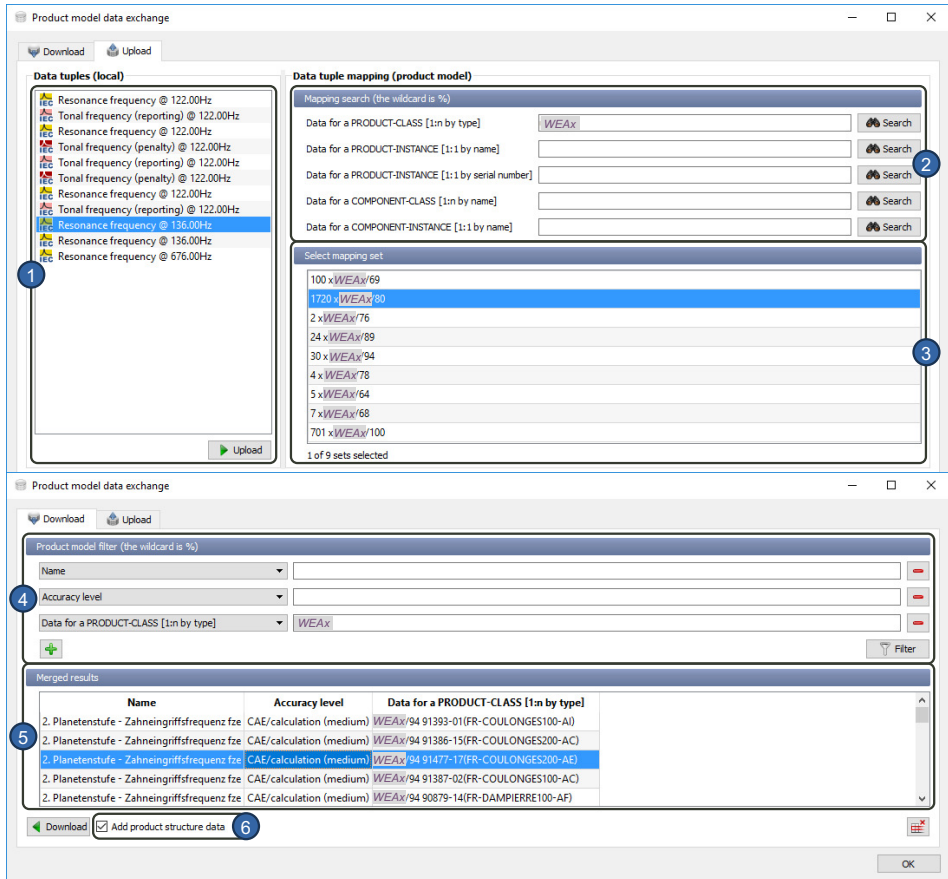 Product model data exchange
Download Upload
Data tuples (local)
IEC Resonance frequency @ 122.00Hz
IEC Tonal frequency (reporting) @ 122.00Hz
IEC Resonance frequency @ 122.00Hz
IEC Tonal frequency (penalty) @ 122.00Hz
IEC Tonal frequency (reporting) @ 122.00Hz
IEC Tonal frequency (penalty) @ 122.00Hz
IEC Resonance frequency @ 122.00Hz
IEC Tonal frequency (reporting) @ 122.00Hz
IEC Resonance frequency @ 136.00Hz
IEC Resonance frequency @ 136.00Hz
IEC Resonance frequency @ 676.00Hz
1
Upload
Data tuple mapping (product model)
Mapping search (the wildcard is %)
Data for a PRODUCT-CLASS [1:n by type] WEAx Search
Data for a PRODUCT-INSTANCE [1:1 by name] Search
Data for a PRODUCT-INSTANCE [1:1 by serial number] Search
2
Data for a COMPONENT-CLASS [1:n by name] Search
Data for a COMPONENT-INSTANCE [1:1 by name] Search
Select mapping set
100 x WEAx/69
1720 x WEAx/80
2 x WEAx/76
24 x WEAx/89
30 x WEAx/94
3
4 x WEAx/78
5 x WEAx/64
7 x WEAx/68
701 x WEAx/100
1 of 9 sets selected
Product model data exchange
Download Upload
Product model filter (the wildcard is %)
Name
4 Accuracy level
Data for a PRODUCT-CLASS [1:n by type] WEAx
Filter
Merged results
Name Accuracy level Data for a PRODUCT-CLASS [1:n by type]
2. Planetenstufe - Zahneingriffsfrequenz fze CAE/calculation (medium) WEAx/94 91393-01(FR-COULONGES100-AI)
5 2. Planetenstufe - Zahneingriffsfrequenz fze CAE/calculation (medium) WEAx/94 91386-15(FR-COULONGES200-AC)
2. Planetenstufe - Zahneingriffsfrequenz fze CAE/calculation (medium) WEAx/94 91477-17(FR-COULONGES200-AE)
2. Planetenstufe - Zahneingriffsfrequenz fze CAE/calculation (medium) WEAx/94 91387-02(FR-COULONGES100-AC)
2. Planetenstufe - Zahneingriffsfrequenz fze CAE/calculation (medium) WEAx/94 90879-14(FR-DAMPIERRE100-AF)
Download Add product structure data 6
OK